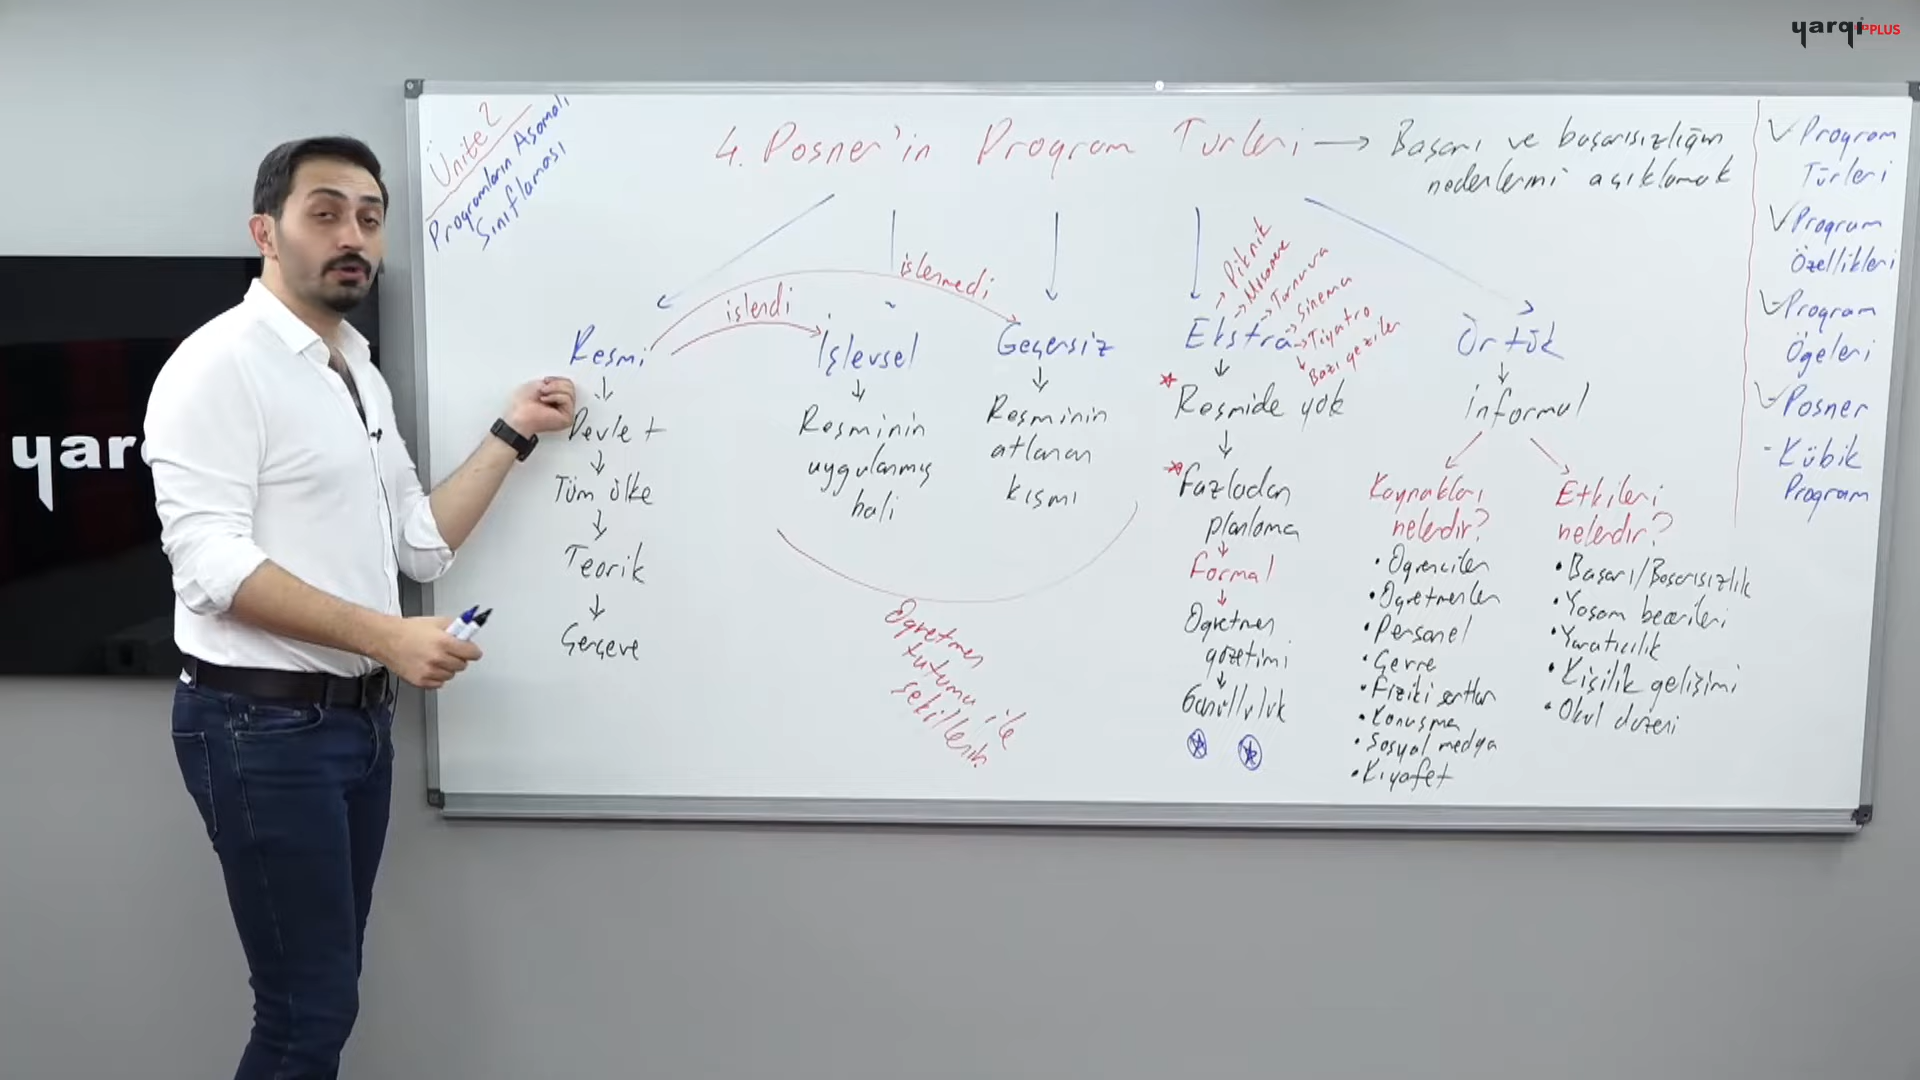 yarqi PLUS
Ünite 2
Programların Aşamalı
Sınıflaması
4. Posner'in Program Türleri → Başarı ve başarısızlığın
nedenlerini açıklamak
işlendi
işlenmedi
Resmi
↓
Devlet
↓
Tüm ülke
↓
Teorik
↓
Çerçeve
İşlevsel
↓
Resminin
uygulanmış
hali
Geçersiz
↓
Resminin
atlanan
kısmı
Öğretmen
tutumu ile
şekillenir.
Ekstra
→ Piknik
→ Müsamere
→ Turnuva
→ Sinema
→ Tiyatro
→ Bazı geziler
↓
Resmide yok
↓
Fazladan
planlama
↓
Formal
↓
Öğretmen
gözetimi
↓
Gönüllülük
Örtük
↓
İnformal
Kaynakları
nelerdir?
• Öğrenciler
• Öğretmenler
• Personel
• Çevre
• Fiziki şartlar
• Konuşma
• Sosyal medya
• Kıyafet
Etkileri
nelerdir?
• Başarı/Başarısızlık
• Yaşam becerileri
• Yaratıcılık
• Kişilik gelişimi
• Okul düzeni
✓ Program
Türleri
✓ Program
Özellikleri
✓ Program
Ögeleri
✓ Posner
- Kübik
Program
yarq